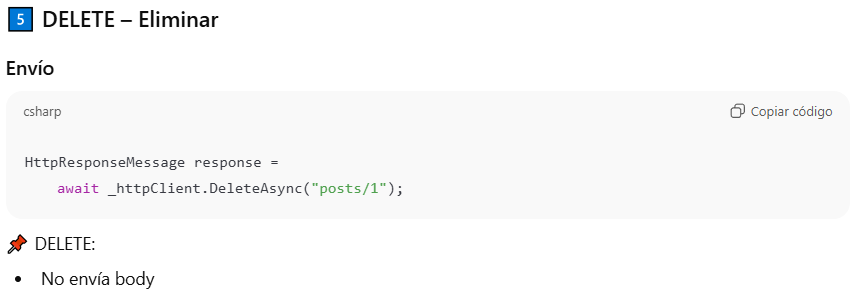 5 DELETE – Eliminar
Envío
csharp
Copiar código
HttpResponseMessage response =
    await _httpClient.DeleteAsync("posts/1");
📌 DELETE:
• No envía body